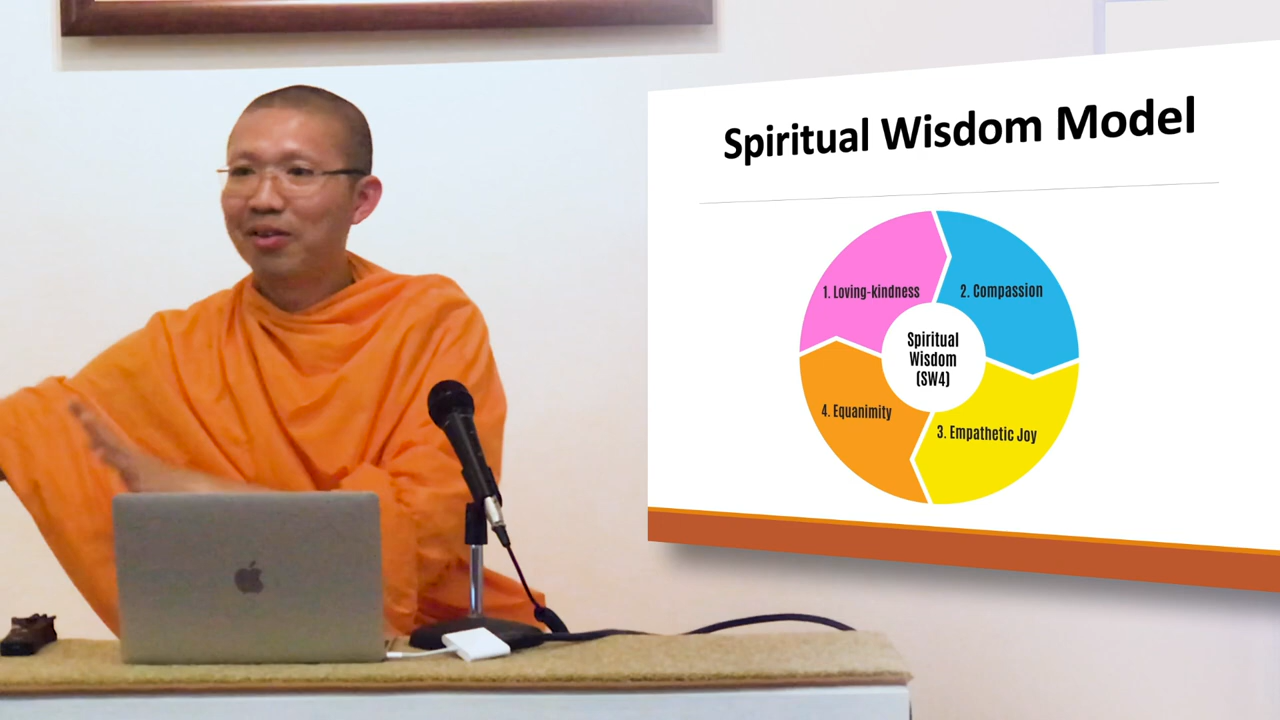 Spiritual Wisdom Model
1. Loving-kindness
2. Compassion
Spiritual
Wisdom
(SW4)
4. Equanimity
3. Empathetic Joy